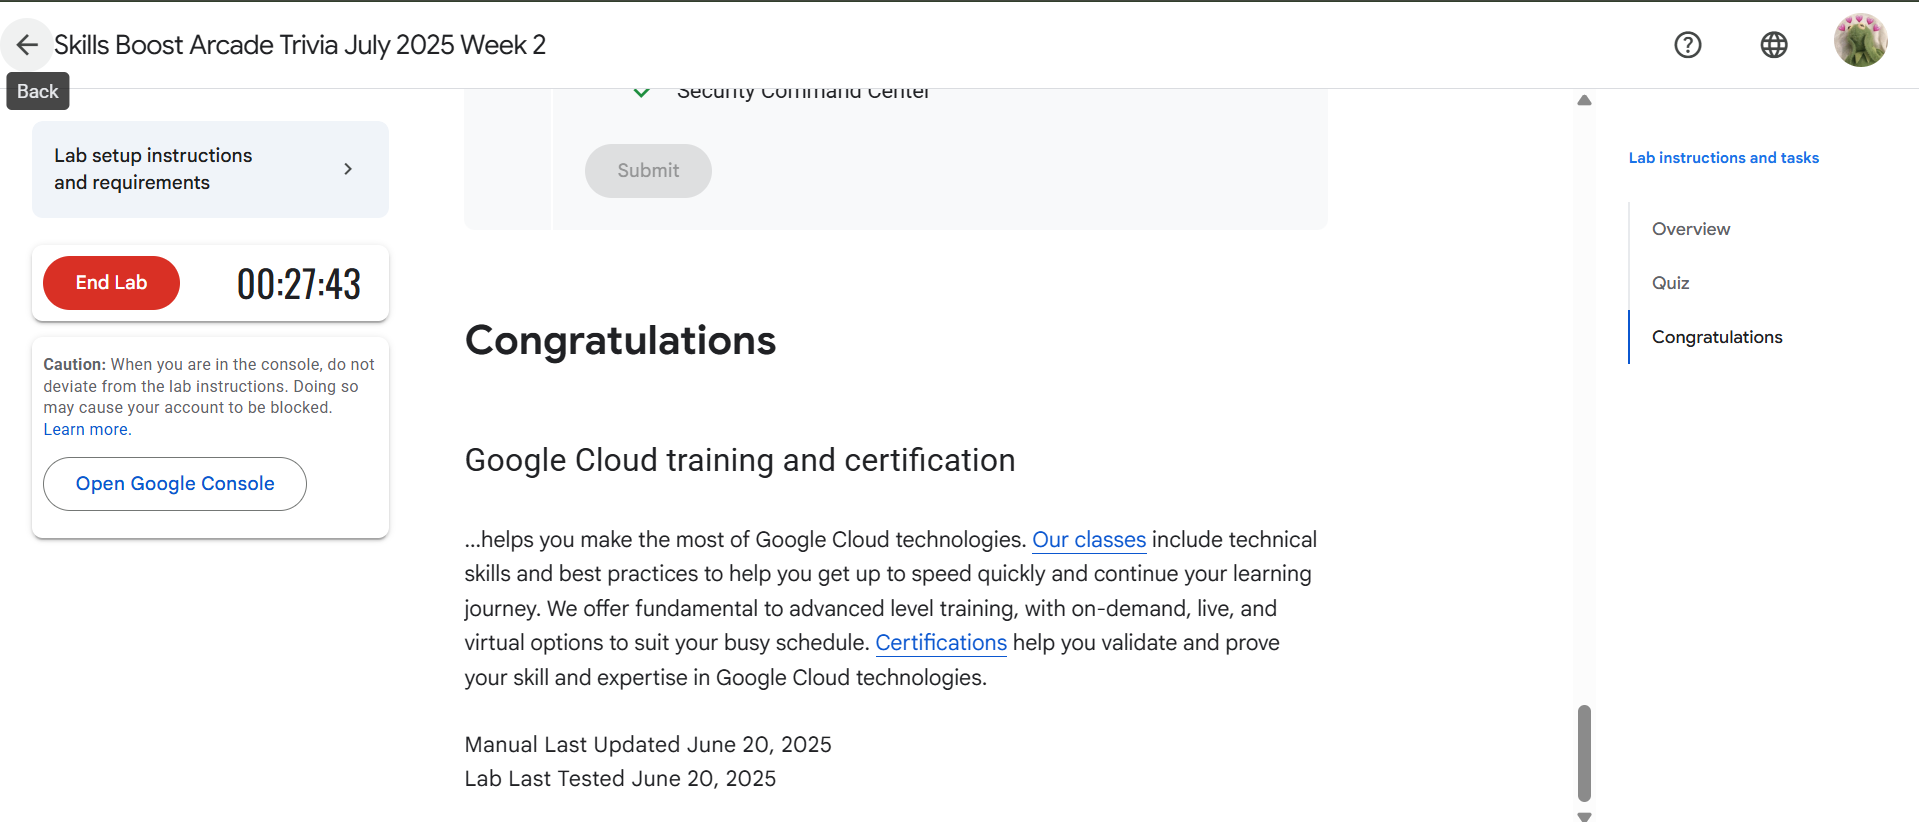 Skills Boost Arcade Trivia July 2025 Week 2
Back
Lab setup instructions
and requirements
End Lab
00:27:43
Caution: When you are in the console, do not
deviate from the lab instructions. Doing so
may cause your account to be blocked.
Learn more.
Open Google Console
Security Command Center
Submit
Congratulations
Google Cloud training and certification
...helps you make the most of Google Cloud technologies. Our classes include technical
skills and best practices to help you get up to speed quickly and continue your learning
journey. We offer fundamental to advanced level training, with on-demand, live, and
virtual options to suit your busy schedule. Certifications help you validate and prove
your skill and expertise in Google Cloud technologies.
Manual Last Updated June 20, 2025
Lab Last Tested June 20, 2025
Lab instructions and tasks
Overview
Quiz
Congratulations